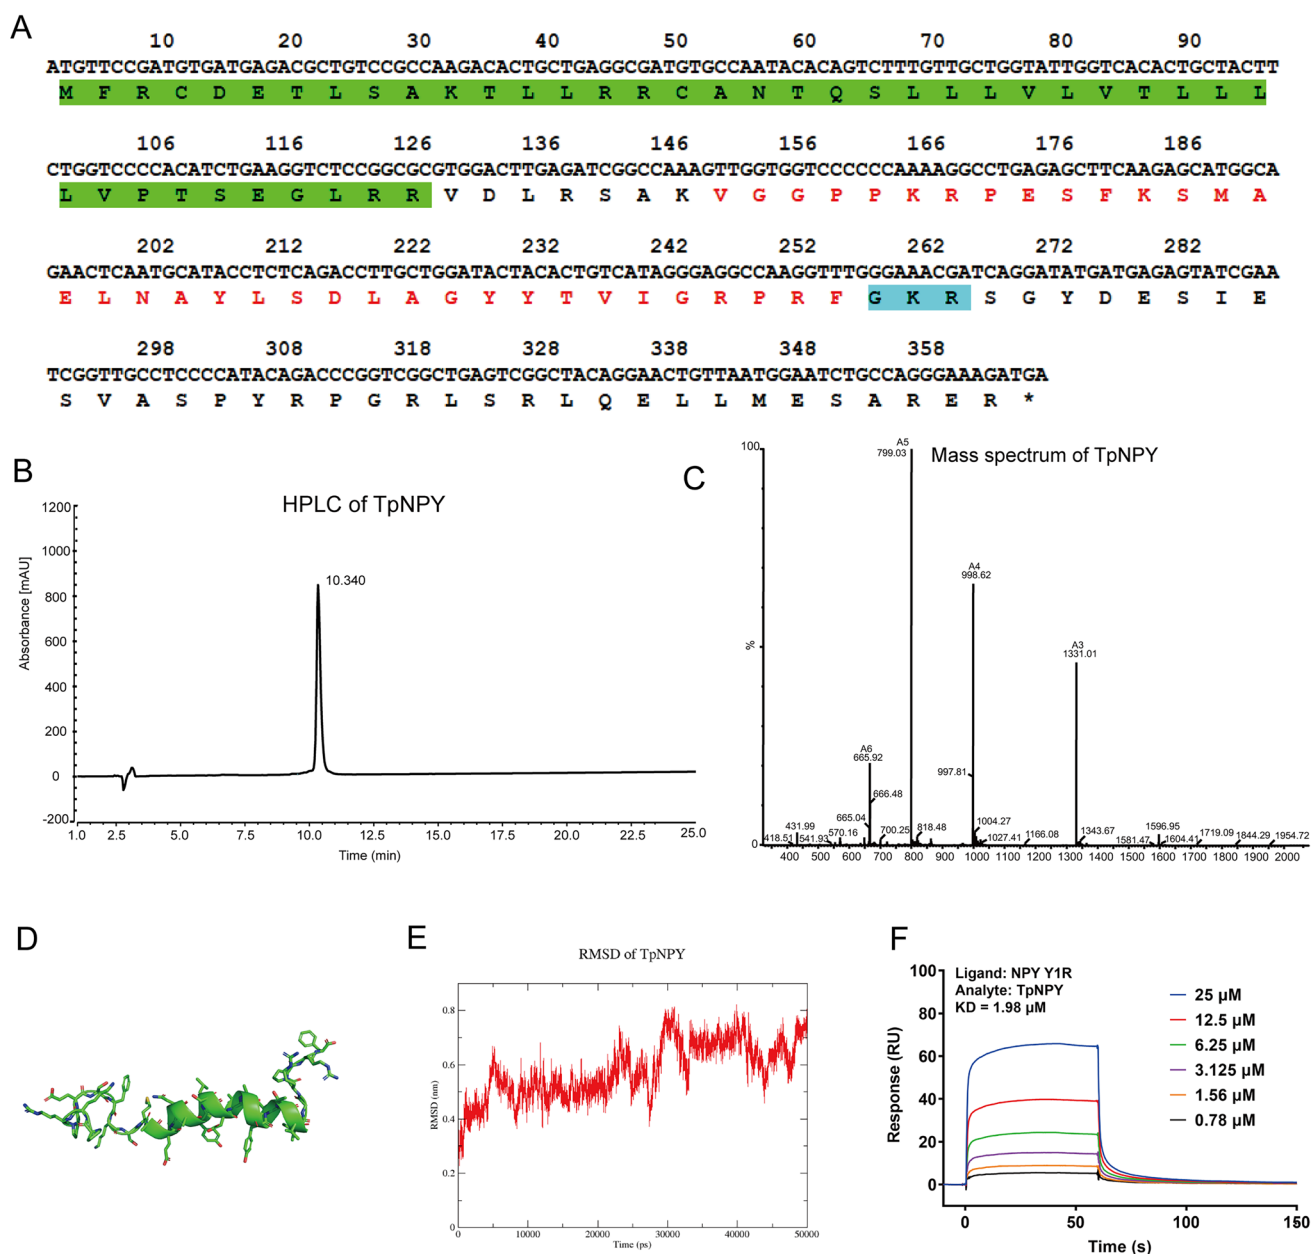 A
10 20 30 40 50 60 70 80 90
ATGTTCCGATGTGATGAGACGCTGTCCGCCAAGACACTGCTGAGGCGATGTGCCAATACACAGTCTTTGTTGCTGGTATTGGTCACACTGCTACTT
M F R C D E T L S A K T L L R R C A N T Q S L L L V L V T L L L
106 116 126 136 146 156 166 176 186
CTGGTCCCCACATCTGAAGGTCTCCGGCGCGTGGACTTGAGATCGGCCAAAGTTGGTGGTCCCCCCAAAAGGCCTGAGAGCTTCAAGAGCATGGCA
L V P T S E G L R R V D L R S A K V G G P P K R P E S F K S M A
202 212 222 232 242 252 262 272 282
GAACTCAATGCATACCTCTCAGACCTTGCTGGATACTACACTGTCATAGGGAGGCCAAGGTTTGGGAAACGATCAGGATATGATGAGAGTATCGAA
E L N A Y L S D L A G Y Y T V I G R P R F G K R S G Y D E S I E
298 308 318 328 338 348 358
TCGGTTGCCTCCCCATACAGACCCGGTCGGCTGAGTCGGCTACAGGAACTGTTAATGGAATCTGCCAGGGAAAGATGA
S V A S P Y R P G R L S R L Q E L L M E S A R E R *
B
HPLC of TpNPY
Absorbance [mAU]
1200
1000
800
600
400
200
0
-200
10.340
1.0 2.5 5.0 7.5 10.0 12.5 15.0 17.5 20.0 22.5 25.0
Time (min)
C
Mass spectrum of TpNPY
100
%
0
A5
799.03
A4
998.62
A3
1331.01
A6
665.92
997.81
666.48
665.04
431.99
418.51
541.93
570.16
700.25
818.48
1004.27
1027.41
1166.08
1343.67
1581.47
1596.95
1604.41
1719.09
1844.29
1954.72
400 500 600 700 800 900 1000 1100 1200 1300 1400 1500 1600 1700 1800 1900 2000
D
E
RMSD of TpNPY
RMSD (nm)
0.8
0.6
0.4
0.2
0
0 10000 20000 30000 40000 50000
Time (ps)
F
Ligand: NPY Y1R
Analyte: TpNPY
KD = 1.98 μM
Response (RU)
100
80
60
40
20
0
25 μM
12.5 μM
6.25 μM
3.125 μM
1.56 μM
0.78 μM
0 50 100 150
Time (s)